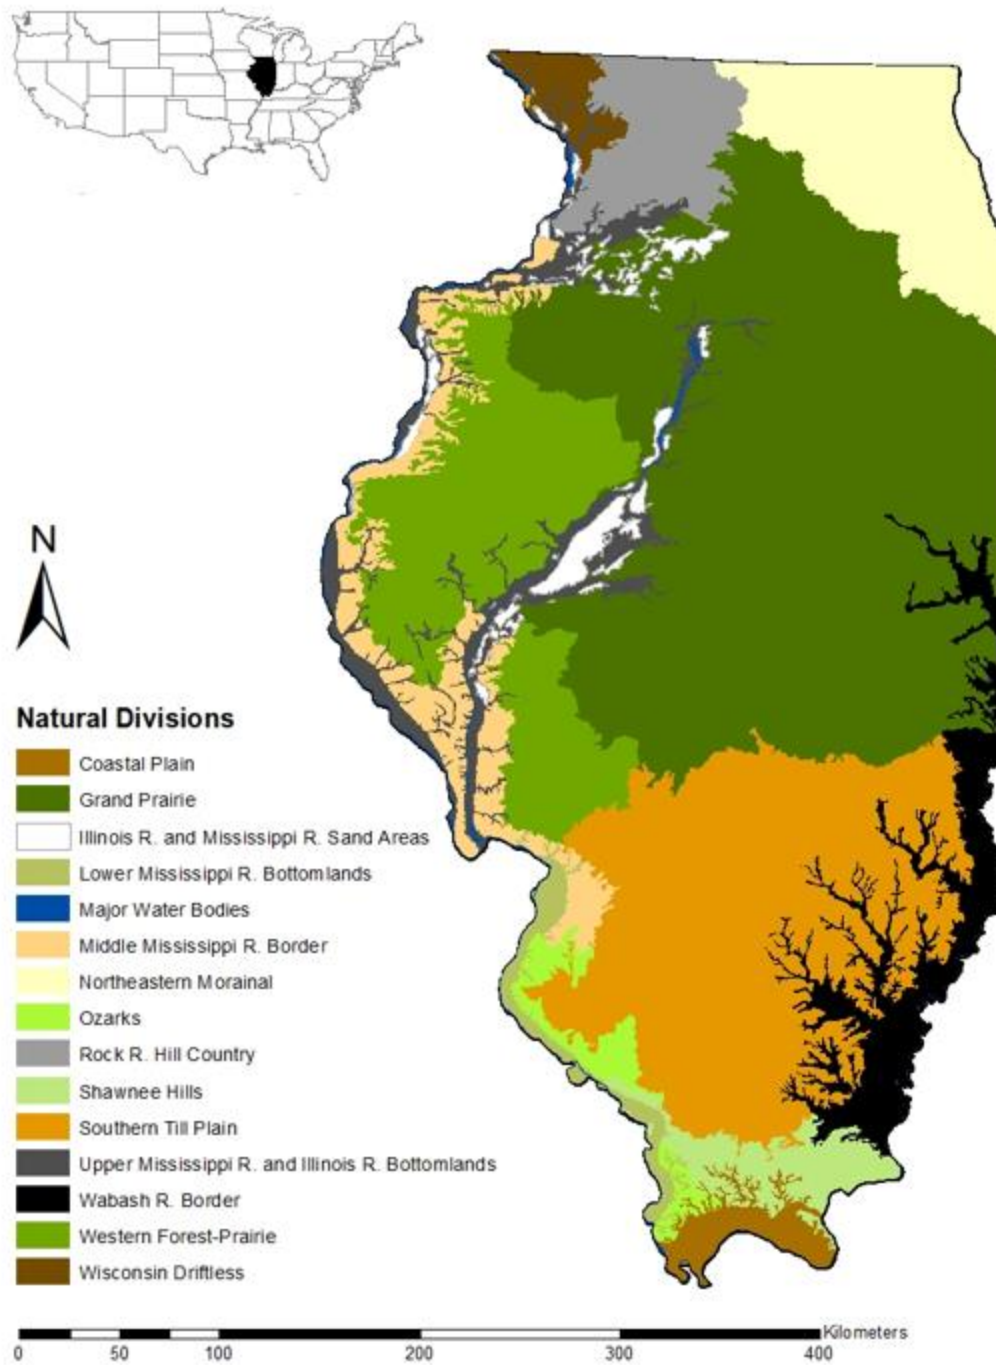 N
Natural Divisions
Coastal Plain
Grand Prairie
Illinois R. and Mississippi R. Sand Areas
Lower Mississippi R. Bottomlands
Major Water Bodies
Middle Mississippi R. Border
Northeastern Morainal
Ozarks
Rock R. Hill Country
Shawnee Hills
Southern Till Plain
Upper Mississippi R. and Illinois R. Bottomlands
Wabash R. Border
Western Forest-Prairie
Wisconsin Driftless
Kilometers
0 50 100 200 300 400